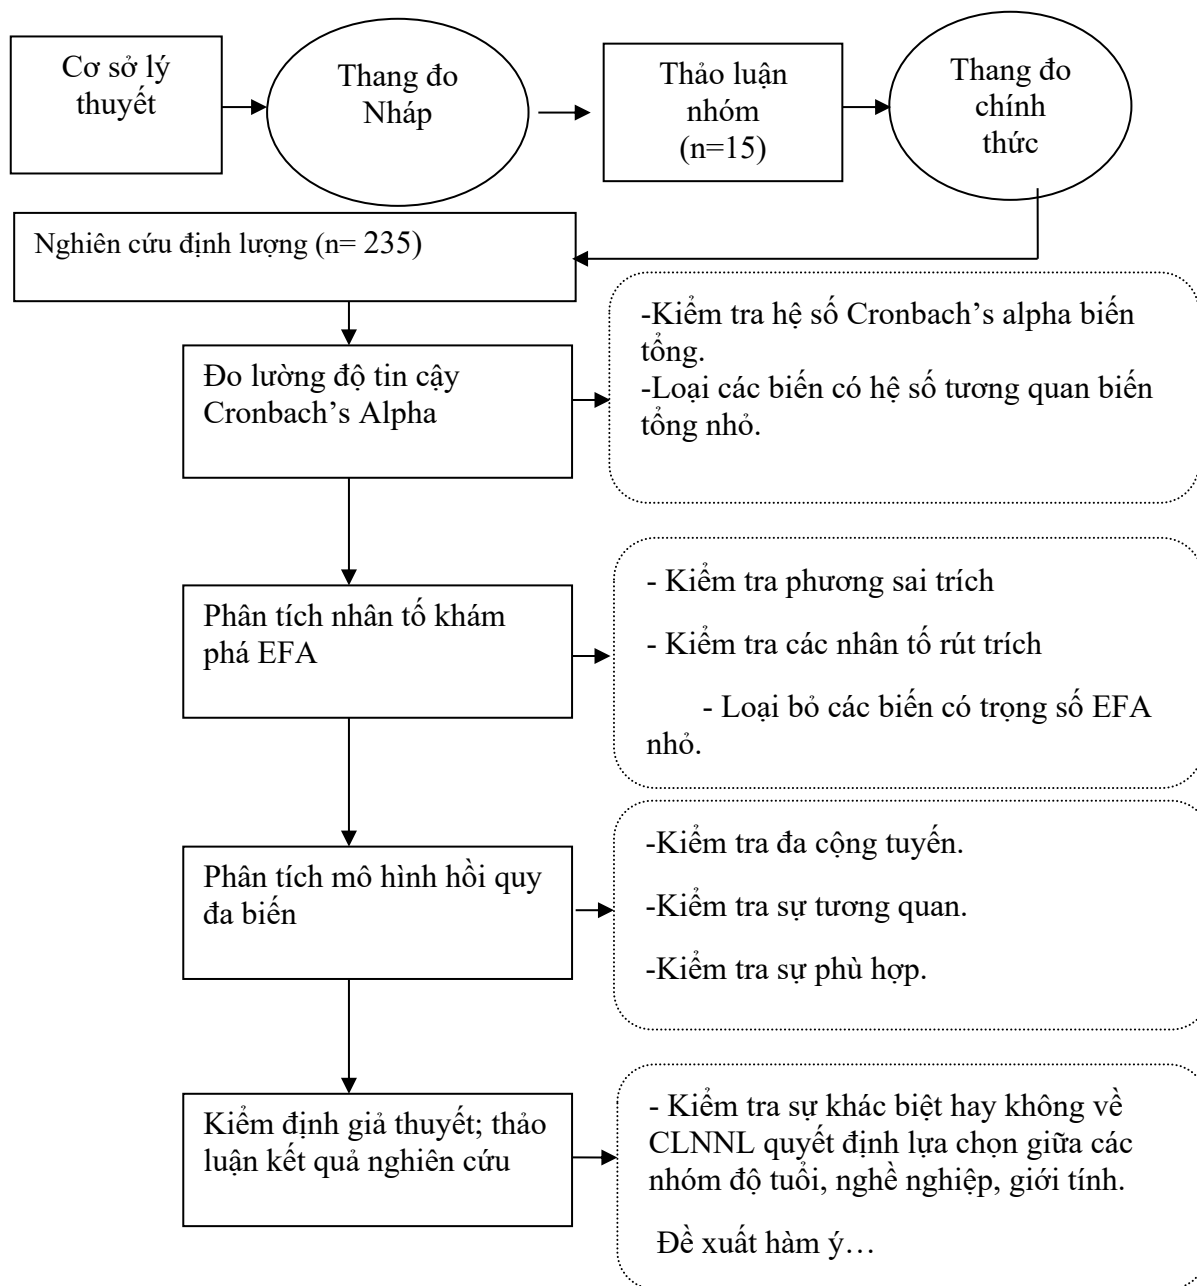 Cơ sở lý
thuyết
Thang đo
Nháp
Thảo luận
nhóm
(n=15)
Thang đo
chính
thức
Nghiên cứu định lượng (n= 235)
Đo lường độ tin cậy
Cronbach’s Alpha
-Kiểm tra hệ số Cronbach’s alpha biến
tổng.
-Loại các biến có hệ số tương quan biến
tổng nhỏ.
Phân tích nhân tố khám
phá EFA
- Kiểm tra phương sai trích
- Kiểm tra các nhân tố rút trích
- Loại bỏ các biến có trọng số EFA
nhỏ.
Phân tích mô hình hồi quy
đa biến
-Kiểm tra đa cộng tuyến.
-Kiểm tra sự tương quan.
-Kiểm tra sự phù hợp.
Kiểm định giả thuyết; thảo
luận kết quả nghiên cứu
- Kiểm tra sự khác biệt hay không về
CLNNL quyết định lựa chọn giữa các
nhóm độ tuổi, nghề nghiệp, giới tính.
Đề xuất hàm ý…